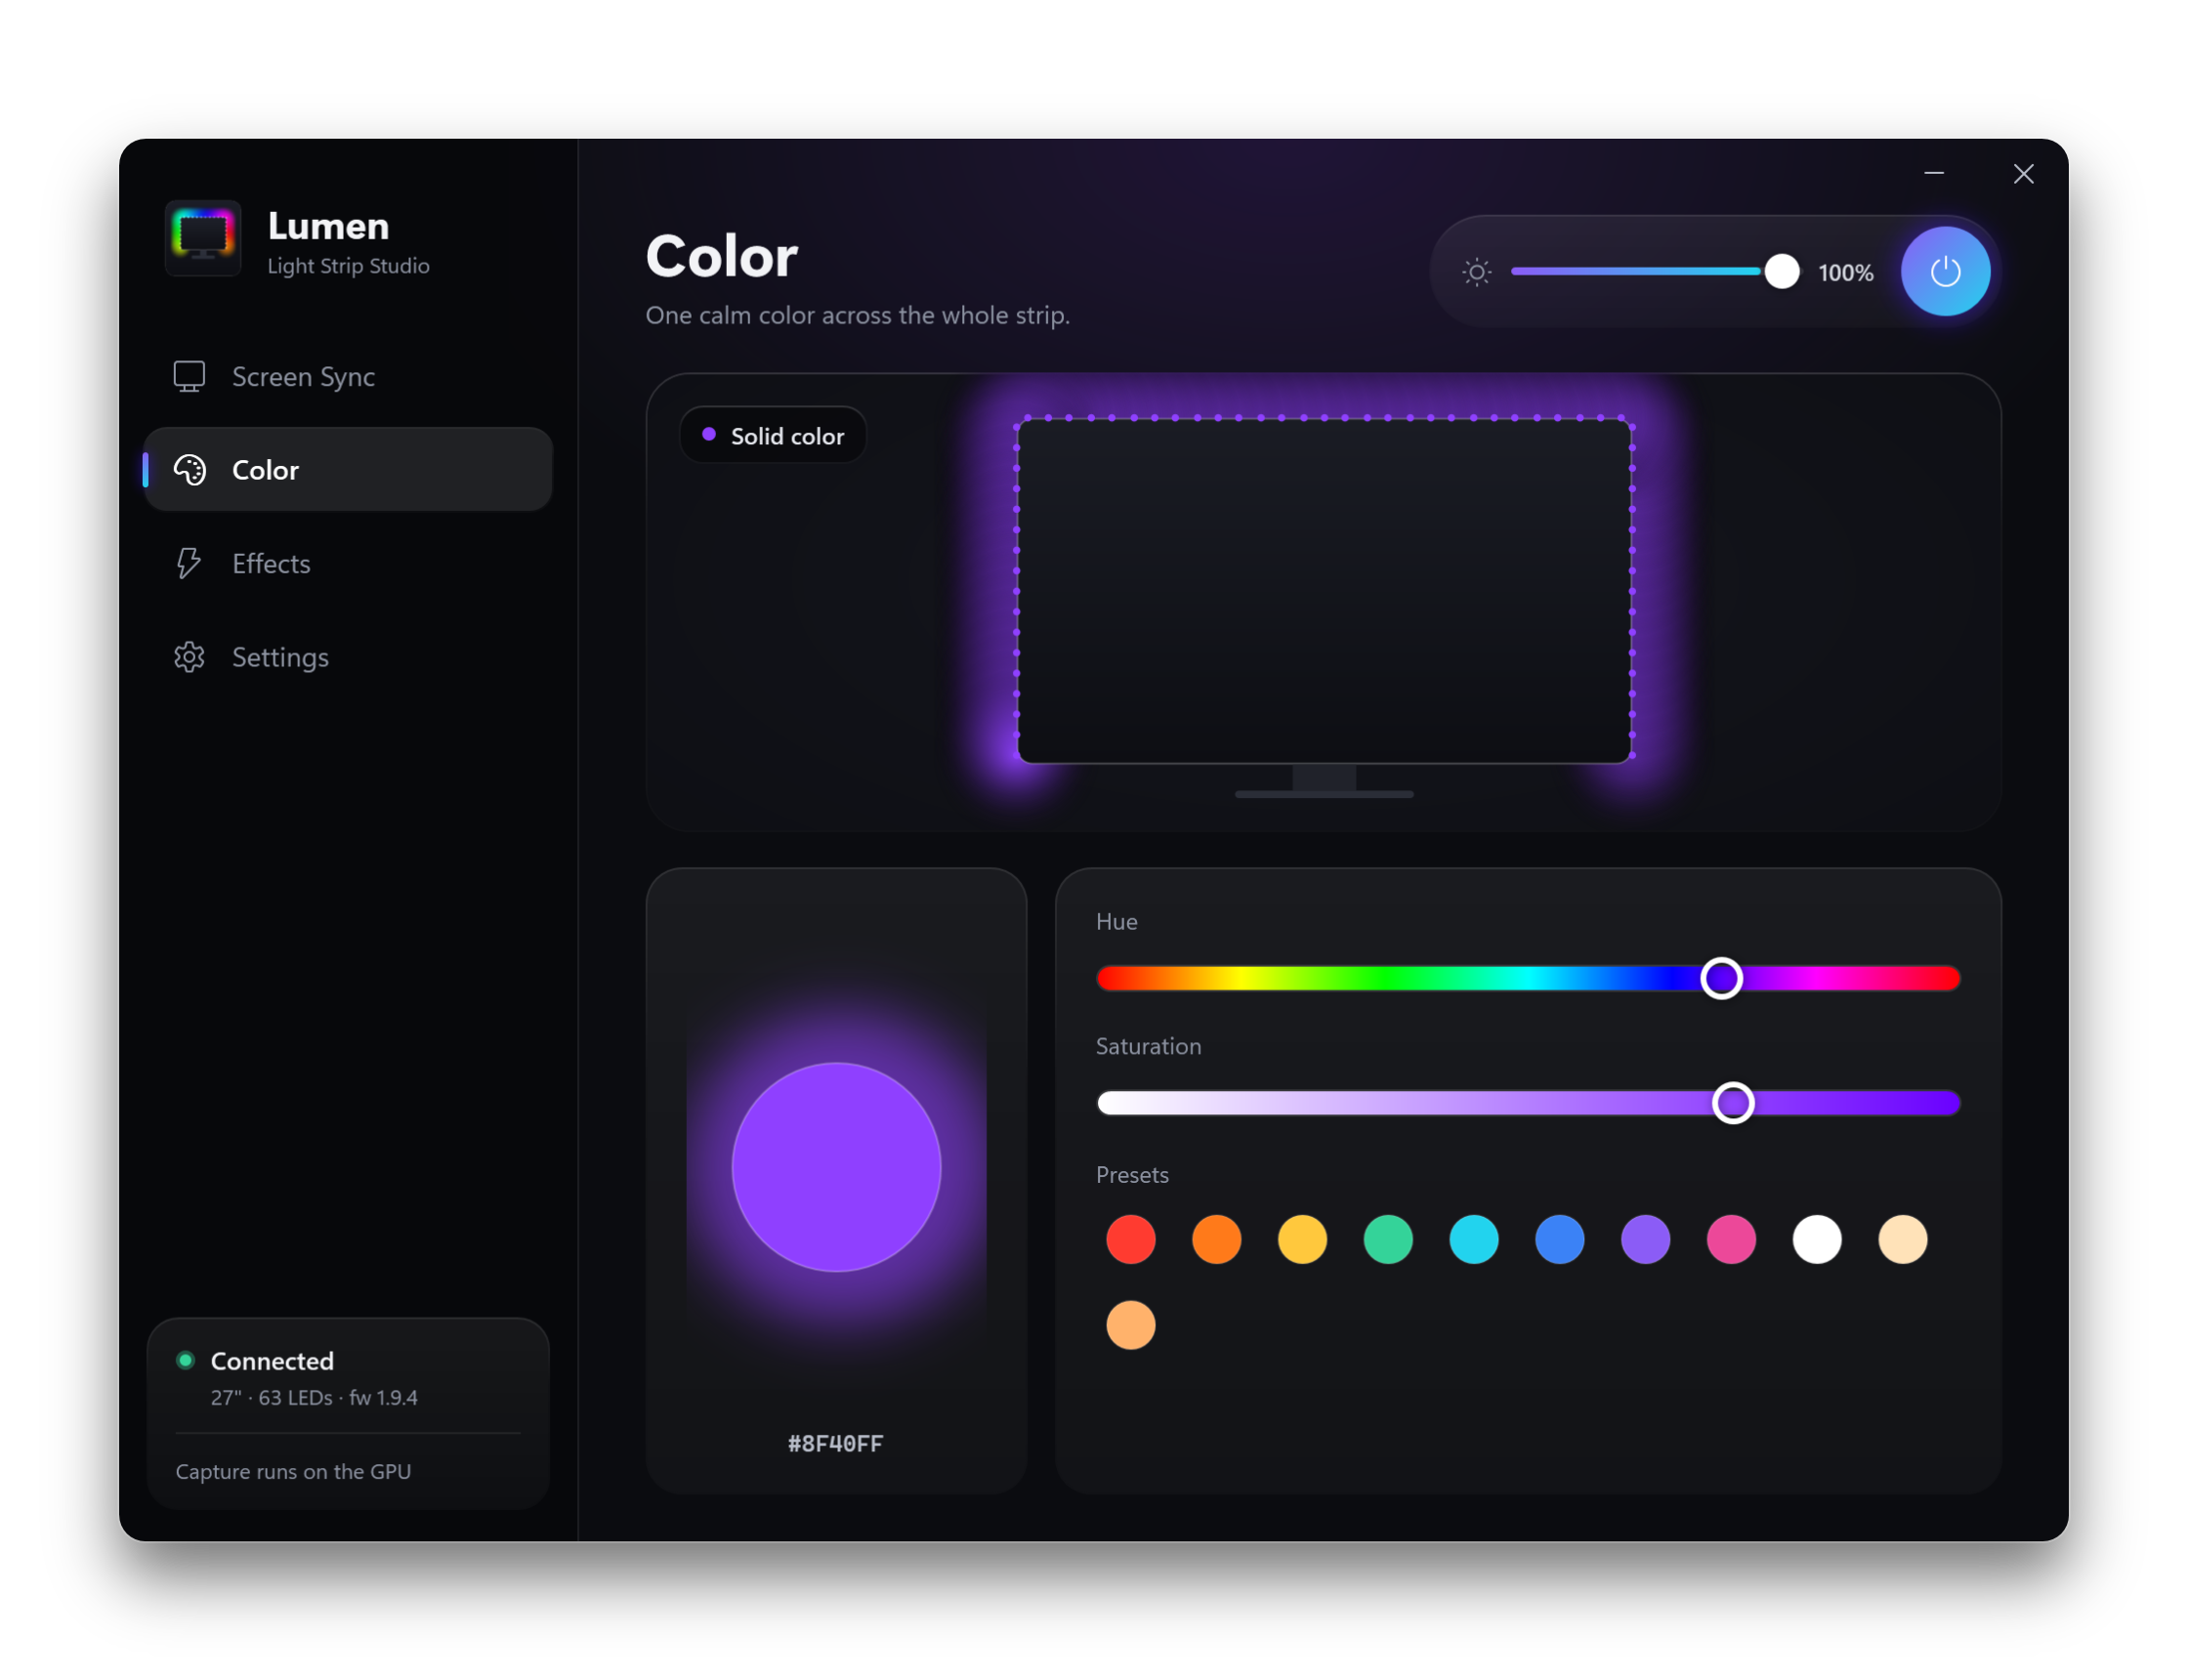 Lumen
Light Strip Studio
Screen Sync
Color
Effects
Settings
Connected
27" · 63 LEDs · fw 1.9.4
Capture runs on the GPU
Color
One calm color across the whole strip.
100%
Solid color
#8F40FF
Hue
Saturation
Presets